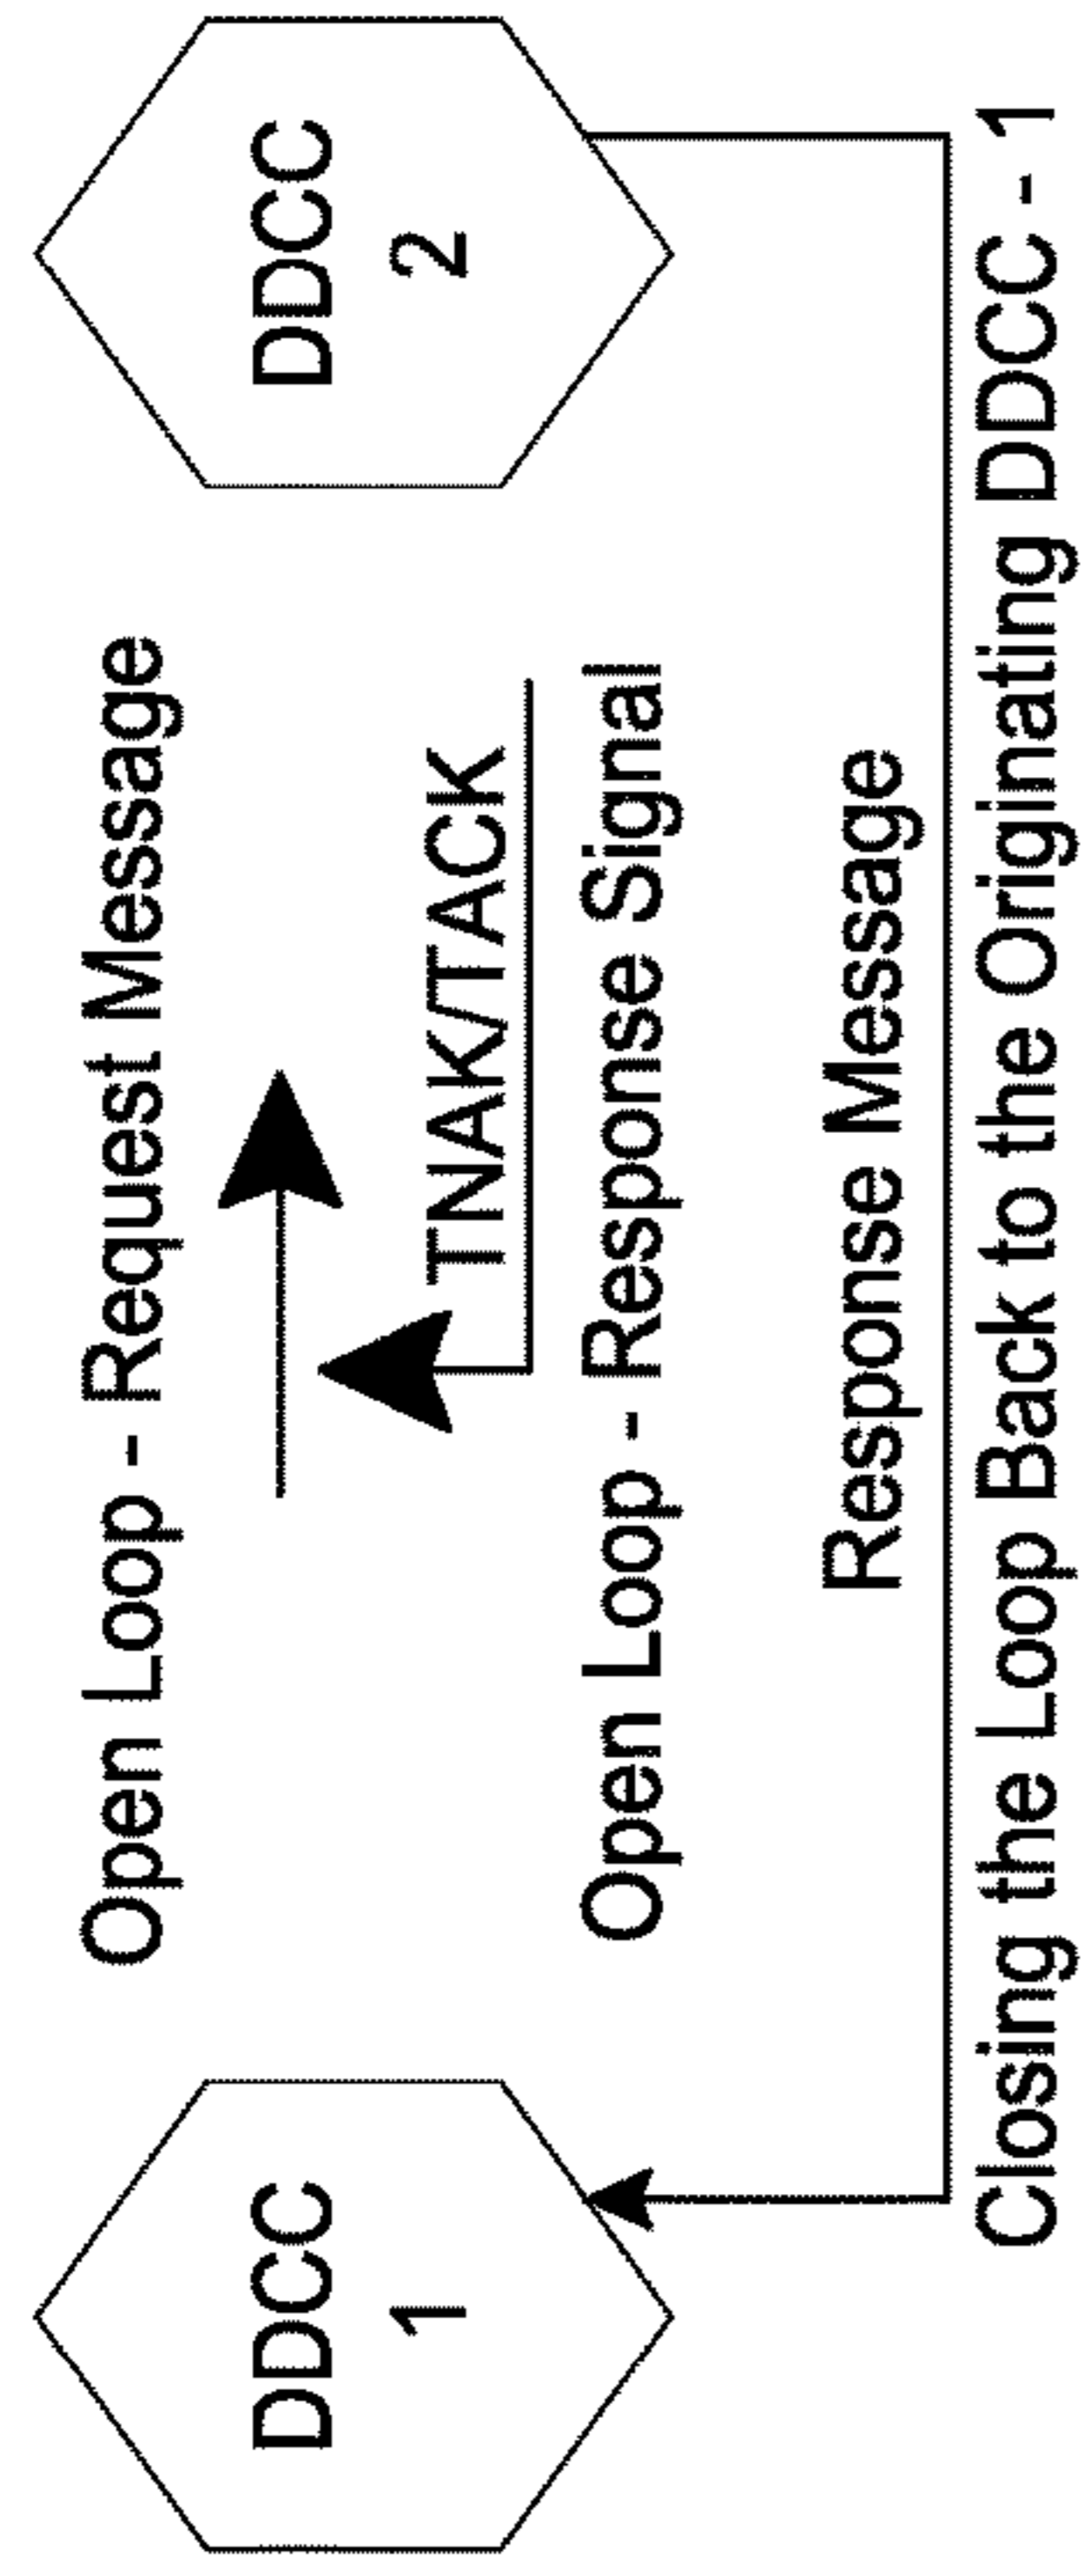 Open Loop - Request Message
DDCC
1
DDCC
2
TNAK/TACK
Open Loop - Response Signal
Response Message
Closing the Loop Back to the Originating DDCC - 1